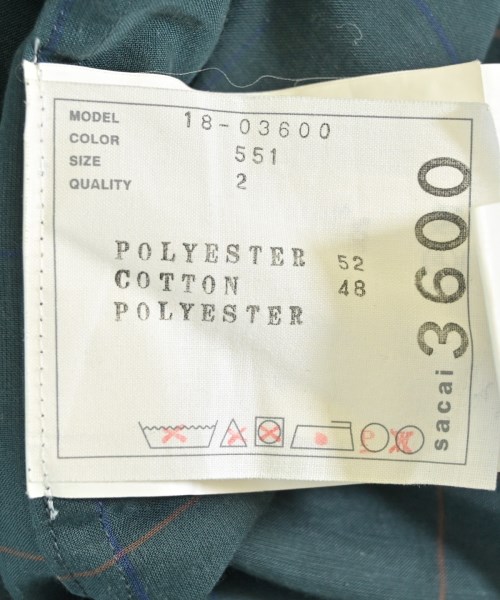 MODEL 18-03600
COLOR 551
SIZE 2
QUALITY
POLYESTER 52
COTTON 48
POLYESTER
P
sacai 3600